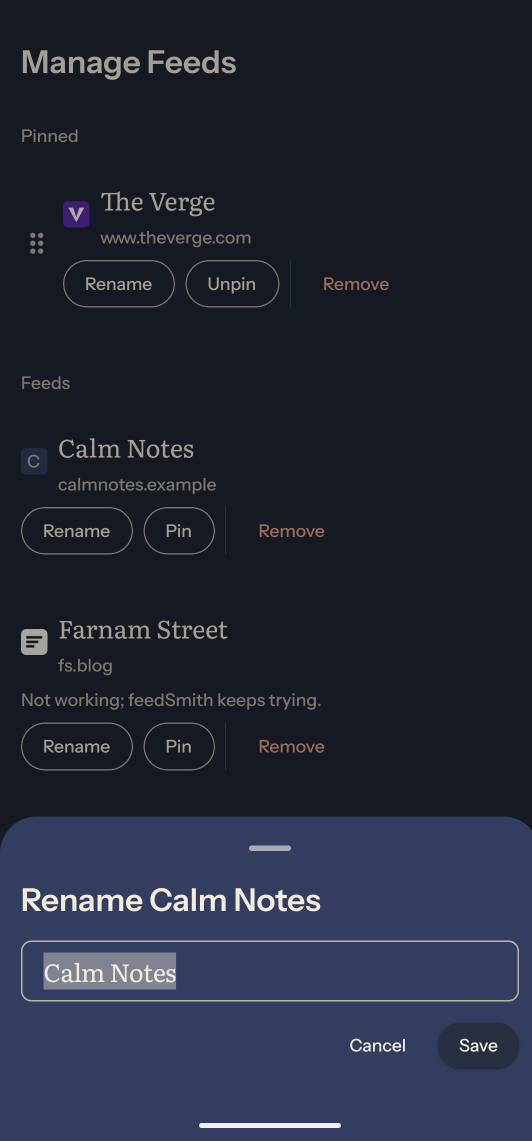 Manage Feeds
Pinned
V
The Verge
www.theverge.com
Rename
Unpin
Remove
Feeds
C
Calm Notes
calmnotes.example
Rename
Pin
Remove
Farnam Street
fs.blog
Not working; feedSmith keeps trying.
Rename
Pin
Remove
Rename Calm Notes
Calm Notes
Cancel
Save